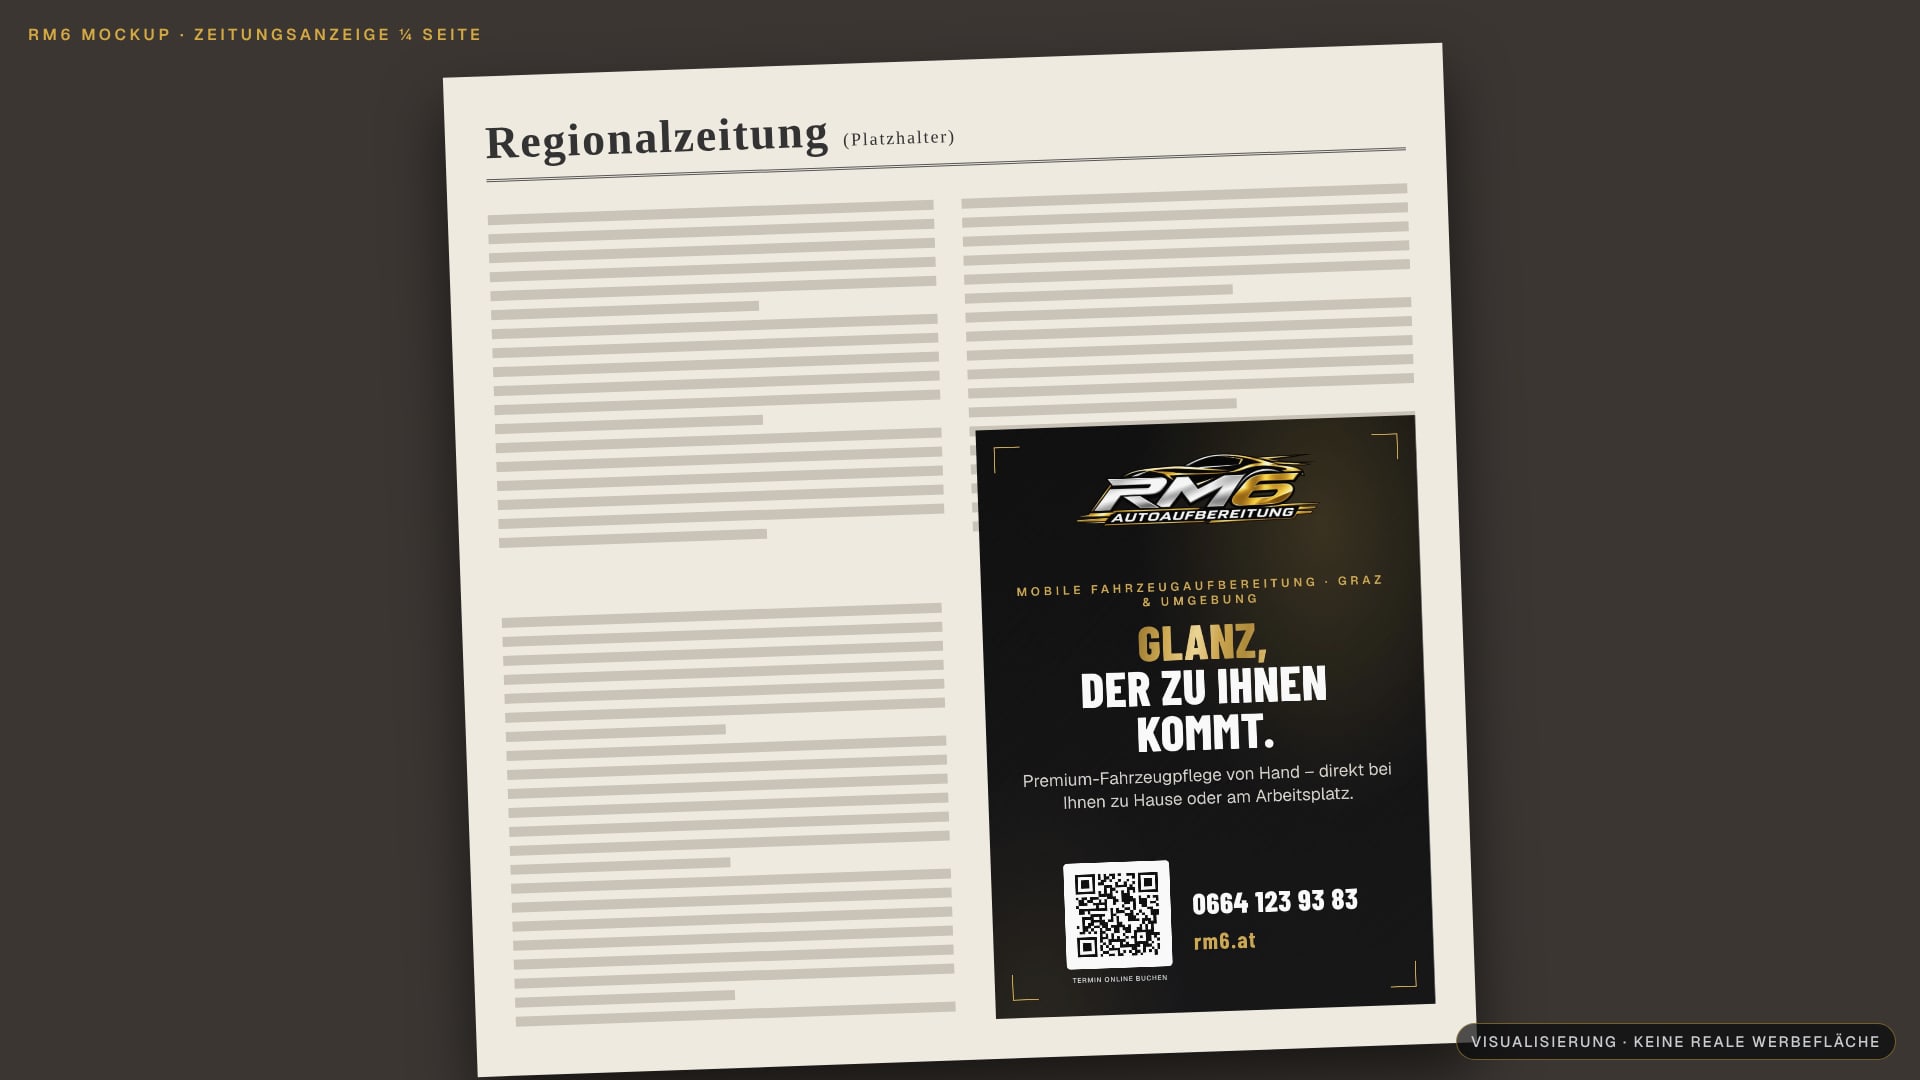 RM6 MOCKUP · ZEITUNGSANZEIGE ¼ SEITE
Regionalzeitung (Platzhalter)
RM6
AUTOAUFBEREITUNG
MOBILE FAHRZEUGAUFBEREITUNG · GRAZ
& UMGEBUNG
GLANZ,
DER ZU IHNEN
KOMMT.
Premium-Fahrzeugpflege von Hand – direkt bei
Ihnen zu Hause oder am Arbeitsplatz.
0664 123 93 83
rm6.at
TERMIN ONLINE BUCHEN
VISUALISIERUNG · KEINE REALE WERBEFLÄCHE